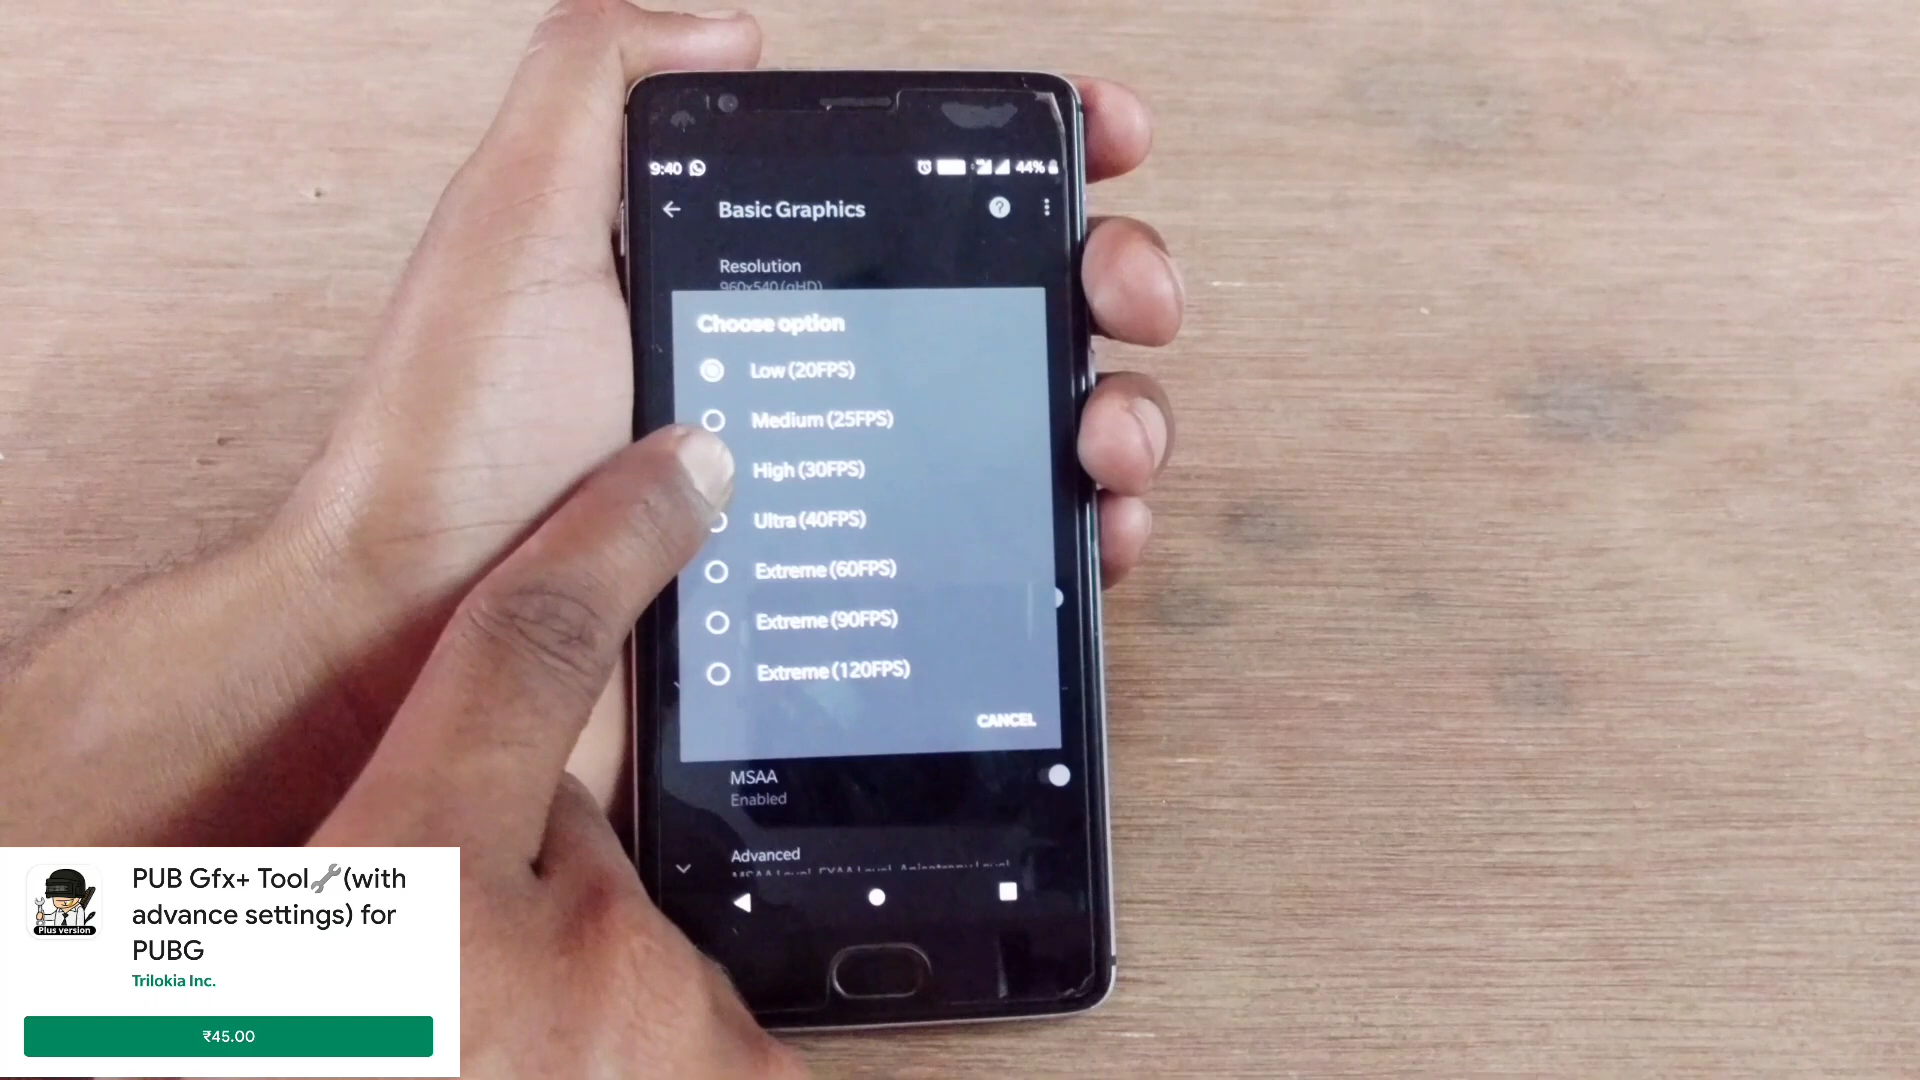 9:40 44%
Basic Graphics ?
Resolution
960x540 (qHD)
Choose option
Low (20FPS)
Medium (25FPS)
High (30FPS)
Ultra (40FPS)
Extreme (60FPS)
Extreme (90FPS)
Extreme (120FPS)
CANCEL
MSAA
Enabled
Advanced
PUB Gfx+ Tool🔧(with
advance settings) for
PUBG
Plus version
Trilokia Inc.
₹45.00